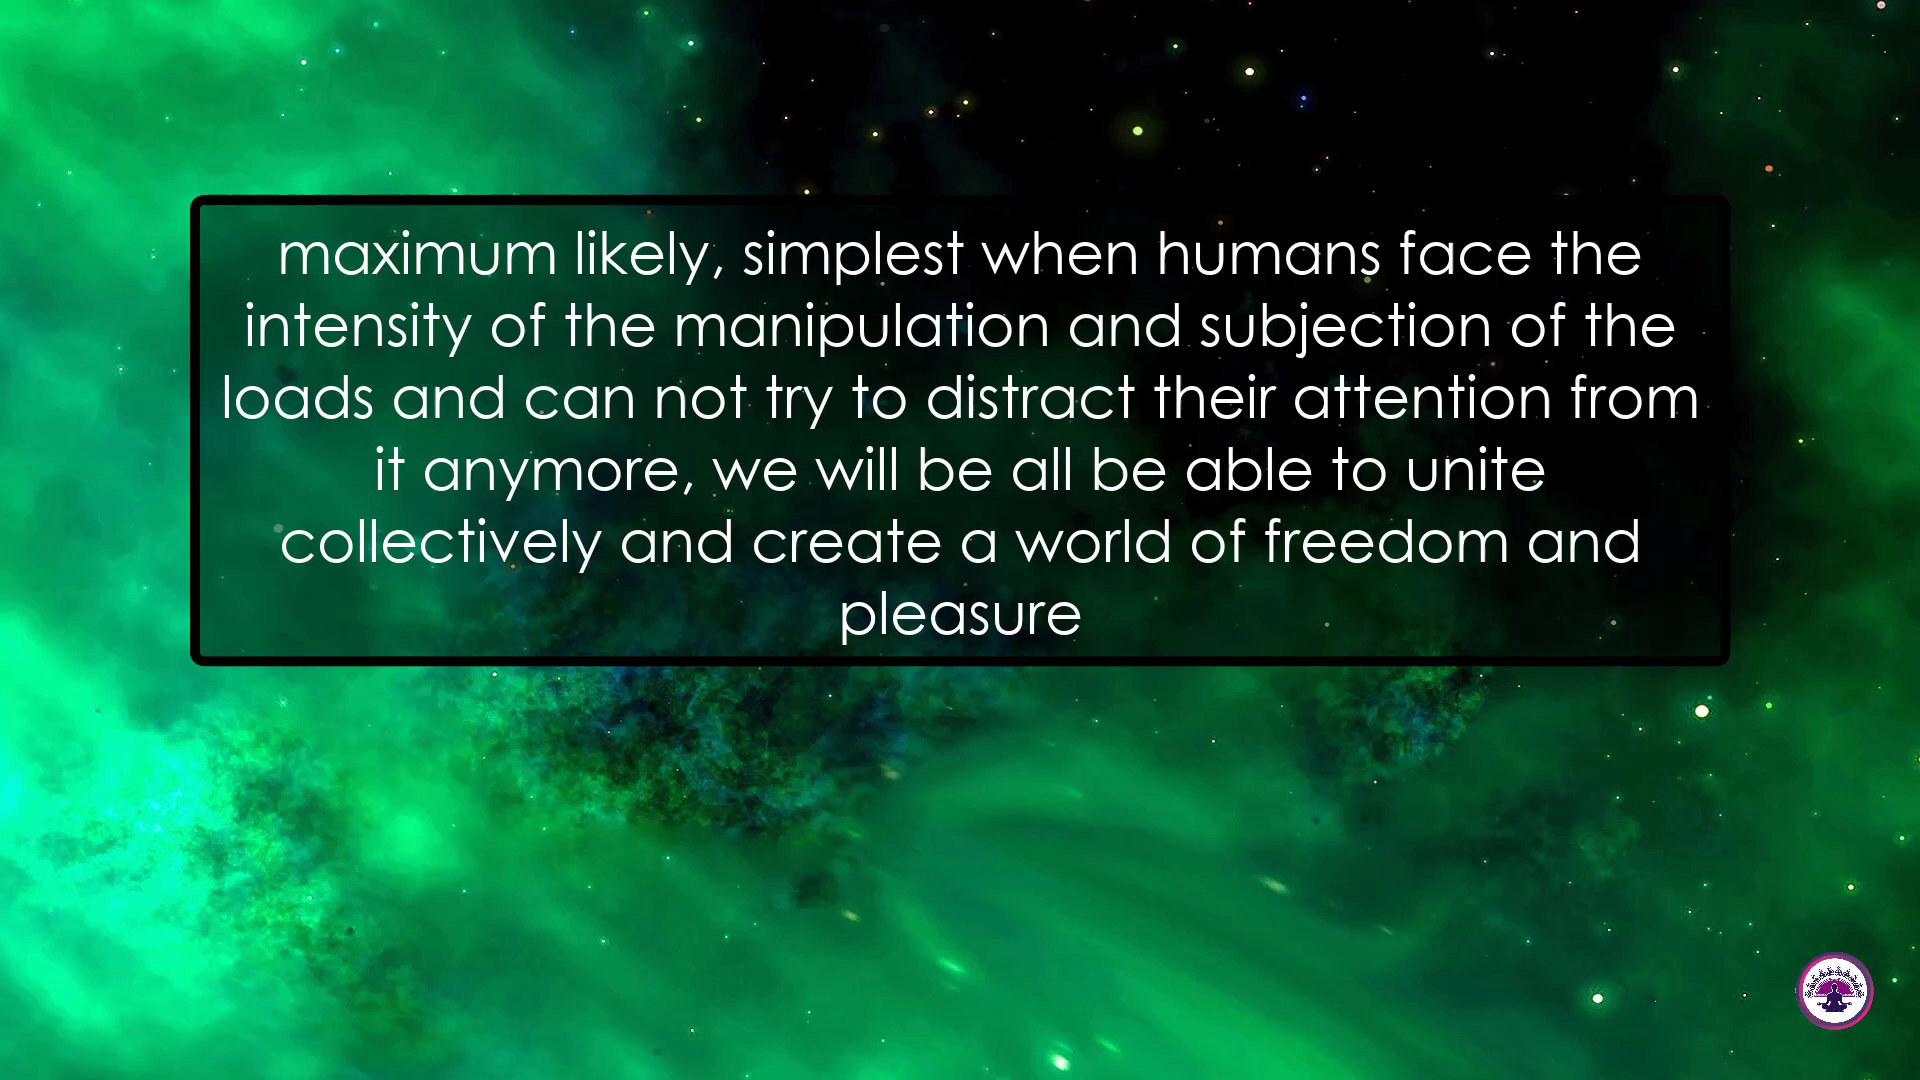 maximum likely, simplest when humans face the
intensity of the manipulation and subjection of the
loads and can not try to distract their attention from
it anymore, we will be all be able to unite
collectively and create a world of freedom and
pleasure